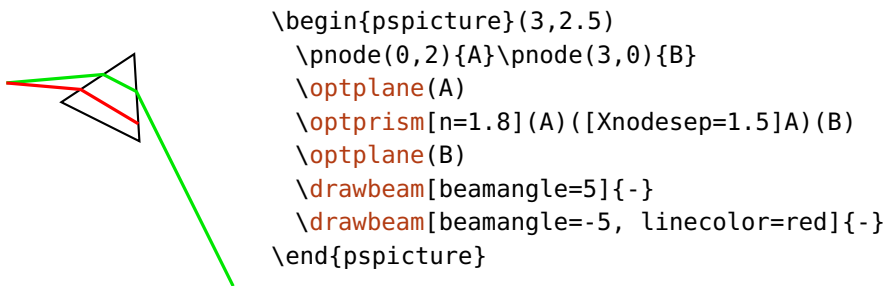 \begin{pspicture}(3,2.5)
\pnode(0,2){A}\pnode(3,0){B}
\optplane(A)
\optprism[n=1.8](A)([Xnodesep=1.5]A)(B)
\optplane(B)
\drawbeam[beamangle=5]{-}
\drawbeam[beamangle=-5, linecolor=red]{-}
\end{pspicture}